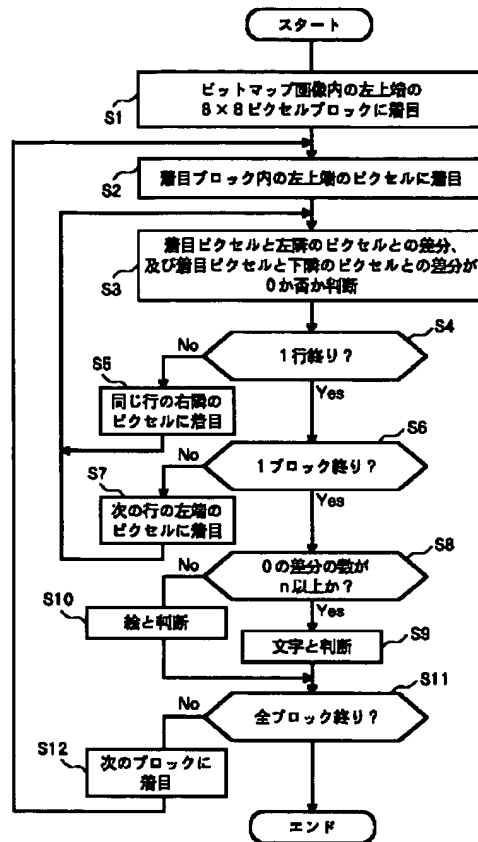 スタート
S1
ビットマップ画像内の左上端の
8×8ピクセルブロックに着目
S2
着目ブロック内の左上端のピクセルに着目
S3
着目ピクセルと左隣のピクセルとの差分、
及び着目ピクセルと下隣のピクセルとの差分が
0か否か判断
S4
1行終り?
No
Yes
S5
同じ行の右隣の
ピクセルに着目
S6
1ブロック終り?
No
Yes
S7
次の行の左端の
ピクセルに着目
S8
0の差分の数が
n以上か?
No
Yes
S10
絵と判断
S9
文字と判断
S11
全ブロック終り?
No
S12
次のブロックに
着目
エンド